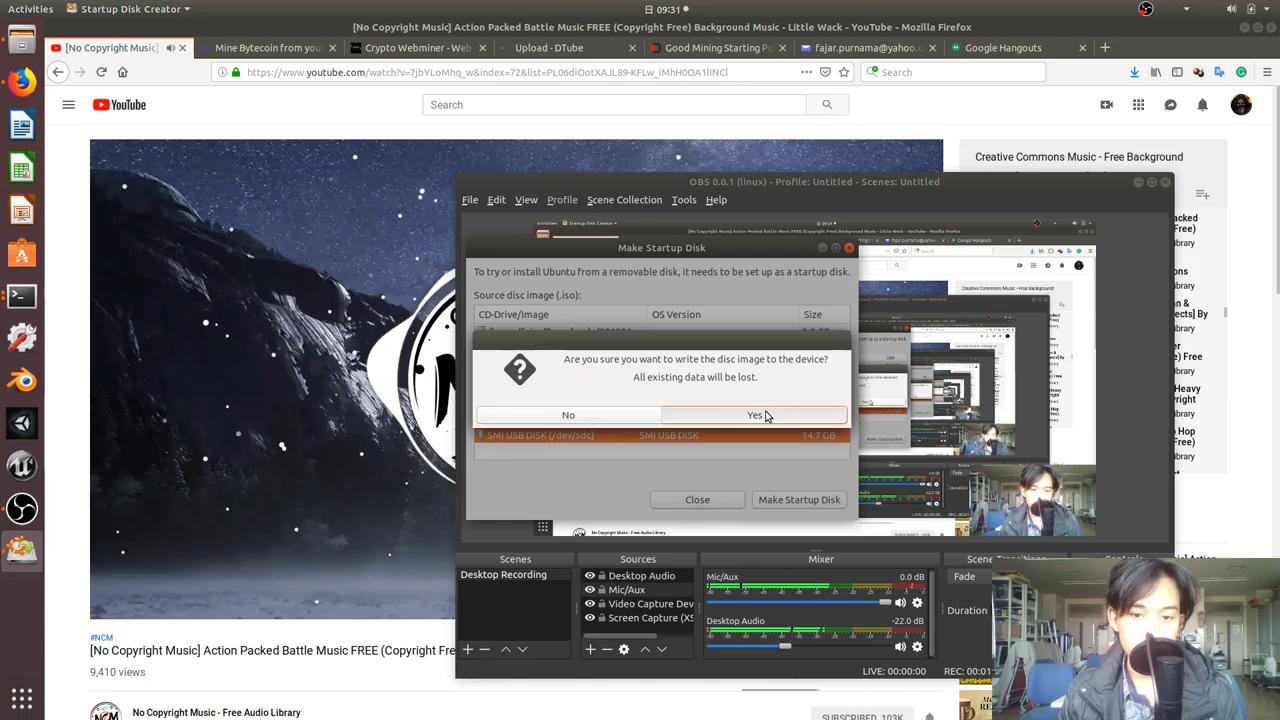 Activities Startup Disk Creator 日 09:31
[No Copyright Music] Action Packed Battle Music FREE (Copyright Free) Background Music - Little Wack - YouTube - Mozilla Firefox
[No Copyright Music] Mine Bytecoin from your Crypto Webminer - Web Upload - DTube Good Mining Starting Po fajar.purnama@yahoo.c Google Hangouts
https://www.youtube.com/watch?v=7jbYLoMhq_w&index=72&list=PL06diOotXAJL89-KFLw_iMhH0OA1lINCl Search
YouTube Search
Creative Commons Music - Free Background
OBS 0.0.1 (linux) - Profile: Untitled - Scenes: Untitled
File Edit View Profile Scene Collection Tools Help
Make Startup Disk
To try or install Ubuntu from a removable disk, it needs to be set up as a startup disk.
Source disc image (.iso):
CD-Drive/Image OS Version Size
Are you sure you want to write the disc image to the device?
All existing data will be lost.
No Yes
SMI USB DISK (/dev/sdc) SMI USB DISK 14.7 GB
Close Make Startup Disk
Scenes Sources Mixer
Desktop Recording
Desktop Audio
Mic/Aux
Video Capture Dev
Screen Capture (XS
Mic/Aux 0.0 dB
Desktop Audio -22.0 dB
Fade
Duration
LIVE: 00:00:00 REC: 00:01
#NCM
[No Copyright Music] Action Packed Battle Music FREE (Copyright Fre
9,410 views
No Copyright Music - Free Audio Library
SUBSCRIBED 103K